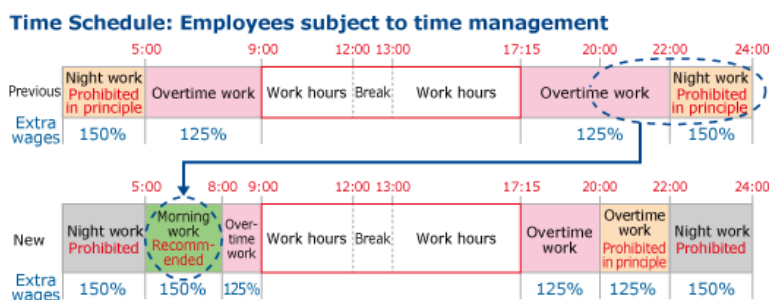 Time Schedule: Employees subject to time management
5:00 9:00 12:00 13:00 17:15 20:00 22:00 24:00
Previous
Night work
Prohibited
in principle
Overtime work
Work hours
Break
Work hours
Overtime work
Night work
Prohibited
in principle
Extra
wages
150% 125% 125% 150%
5:00 8:00 9:00 12:00 13:00 17:15 20:00 22:00 24:00
New
Night work
Prohibited
Morning
work
Recomm-
ended
Over-
time
work
Work hours
Break
Work hours
Overtime
work
Overtime
work
Prohibited
in principle
Night work
Prohibited
Extra
wages
150% 150% 125% 125% 125% 150%